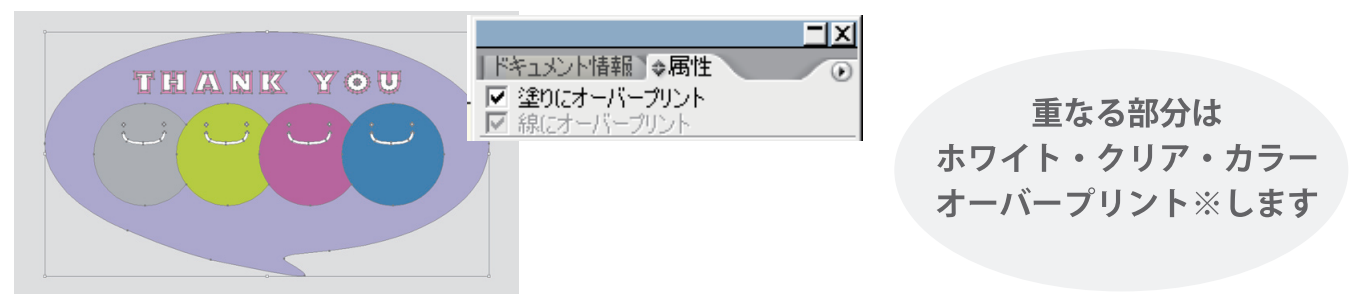 THANK YOU
ドキュメント情報 属性
塗りにオーバープリント
線にオーバープリント
重なる部分は
ホワイト・クリア・カラー
オーバープリント※します